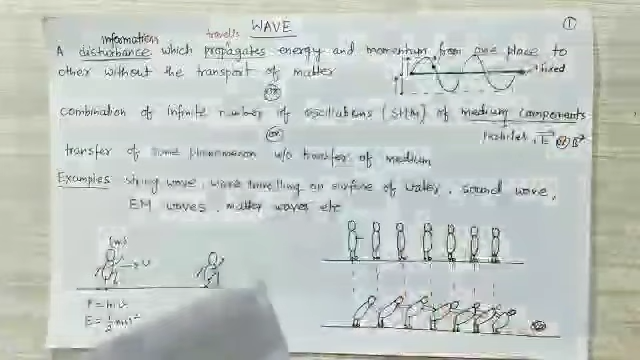 WAVE
①
information travels
A disturbance which propagates energy and momentum from one place to
other without the transport of matter
fixed
OR
combination of infinite number of oscillations (SHM) of medium components
particles, E OR B
OR
transfer of some phenomenon w/o transfer of medium
Examples string wave, wave travelling on surface of water, sound wave,
EM waves, matter waves etc
(m)
v
P = mv
E = 1/2 mv²